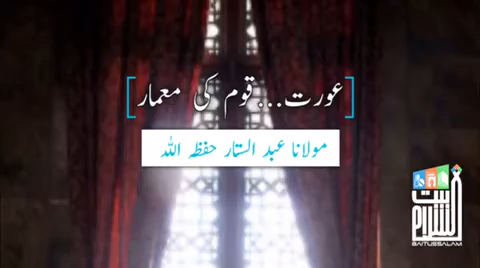 [عورت...قوم کی معمار]
مولانا عبد الستار حفظہ اللہ
بیت السلام
BAITUSSALAM